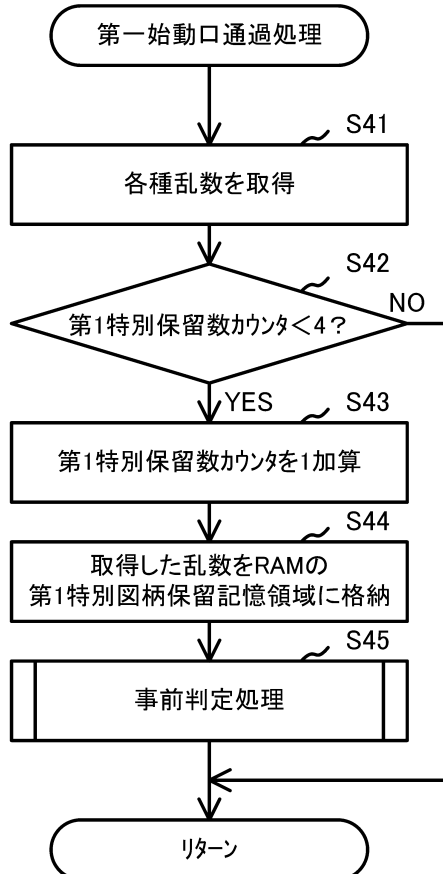 第一始動口通過処理
S41
各種乱数を取得
S42
第1特別保留数カウンタ<4?
NO
YES
S43
第1特別保留数カウンタを1加算
S44
取得した乱数をRAMの
第1特別図柄保留記憶領域に格納
S45
事前判定処理
リターン